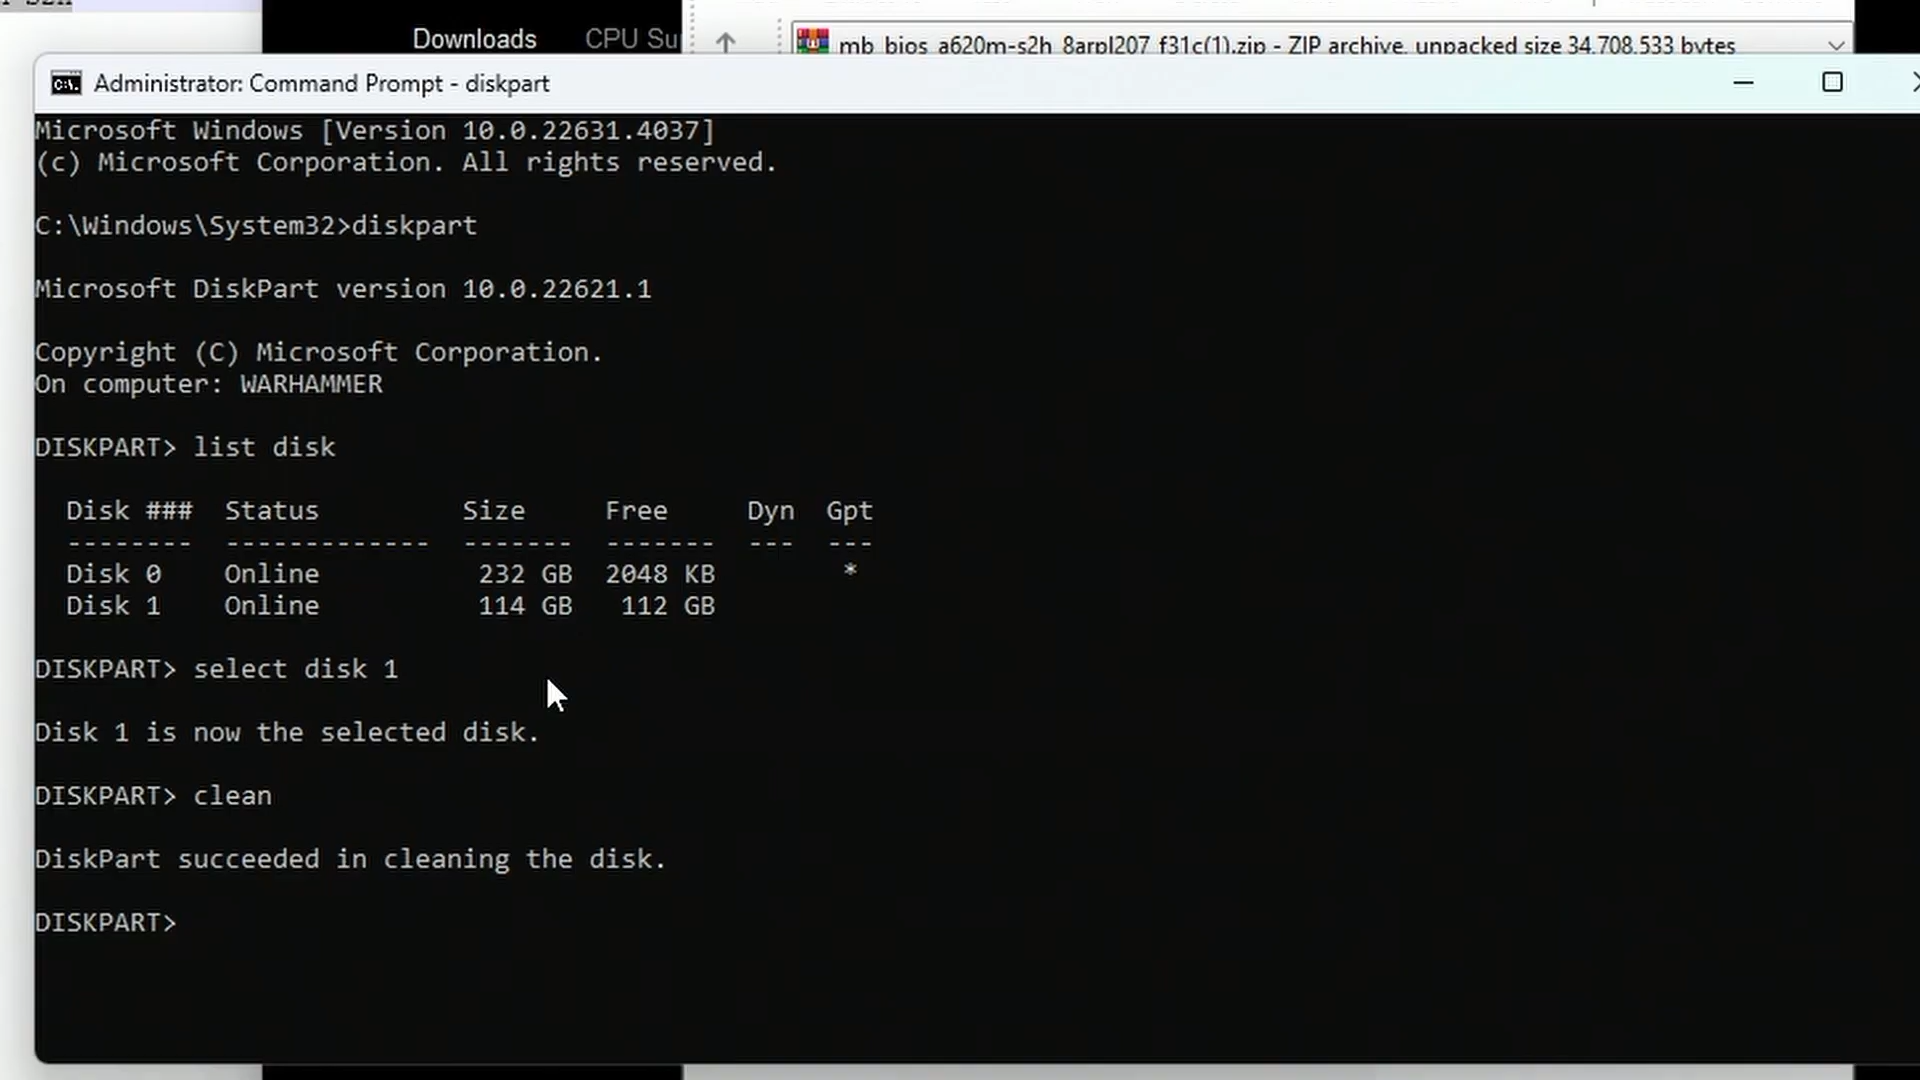 Downloads CPU Su
mb_bios_a620m-s2h_8arpl207_f31c(1).zip - ZIP archive, unpacked size 34,708,533 bytes
Administrator: Command Prompt - diskpart
Microsoft Windows [Version 10.0.22631.4037]
(c) Microsoft Corporation. All rights reserved.
C:\Windows\System32>diskpart
Microsoft DiskPart version 10.0.22621.1
Copyright (C) Microsoft Corporation.
On computer: WARHAMMER
DISKPART> list disk
Disk ### Status Size Free Dyn Gpt
-------- ------------- ------- ------- --- ---
Disk 0 Online 232 GB 2048 KB *
Disk 1 Online 114 GB 112 GB
DISKPART> select disk 1
Disk 1 is now the selected disk.
DISKPART> clean
DiskPart succeeded in cleaning the disk.
DISKPART>